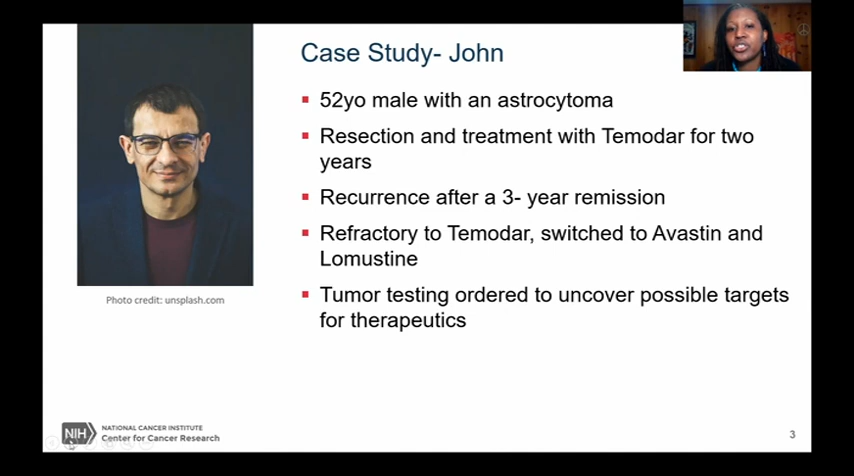 Case Study- John
52yo male with an astrocytoma
Resection and treatment with Temodar for two
years
Recurrence after a 3- year remission
Refractory to Temodar, switched to Avastin and
Lomustine
Tumor testing ordered to uncover possible targets
for therapeutics
Photo credit: unsplash.com
NIH
NATIONAL CANCER INSTITUTE
Center for Cancer Research
3